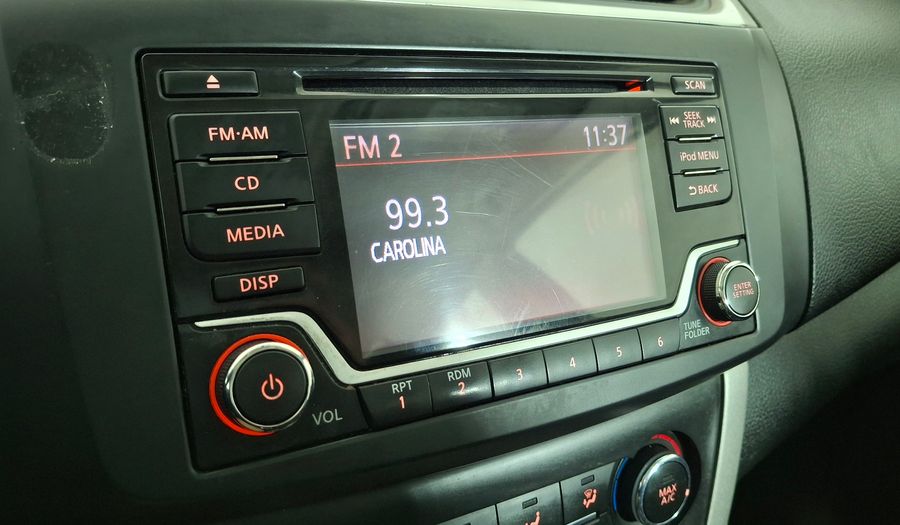 SCAN
FM·AM
CD
MEDIA
DISP
FM 2 11:37
99.3
CAROLINA
SEEK
TRACK
iPod MENU
BACK
ENTER
SETTING
TUNE
FOLDER
VOL
RPT
1
RDM
2
3
4
5
6
MAX
A/C